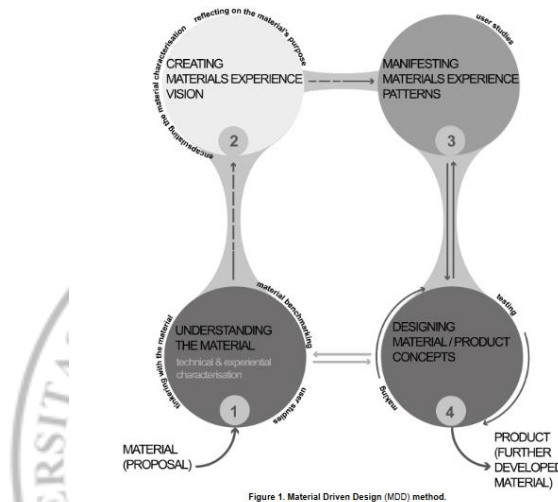 reflecting on the material's purpose
encapsulating the material characterisation
CREATING
MATERIALS EXPERIENCE
VISION
2
user studies
MANIFESTING
MATERIALS EXPERIENCE
PATTERNS
3
material benchmarking
tinkering with the material
UNDERSTANDING
THE MATERIAL
technical & experiential
characterisation
user studies
1
MATERIAL
(PROPOSAL)
testing
making
DESIGNING
MATERIAL / PRODUCT
CONCEPTS
4
PRODUCT
(FURTHER
DEVELOPED
MATERIAL)
Figure 1. Material Driven Design (MDD) method.
ERSITAS